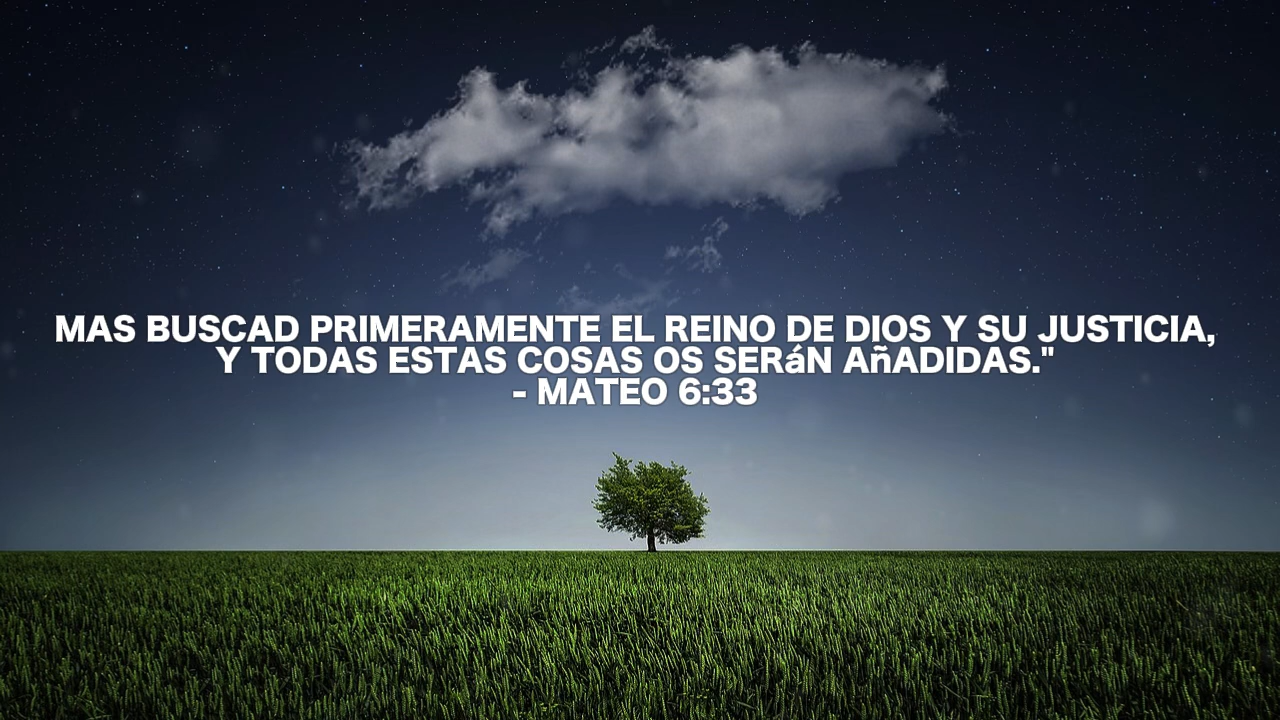 MAS BUSCAD PRIMERAMENTE EL REINO DE DIOS Y SU JUSTICIA,
Y TODAS ESTAS COSAS OS SERáN AñADIDAS."
- MATEO 6:33